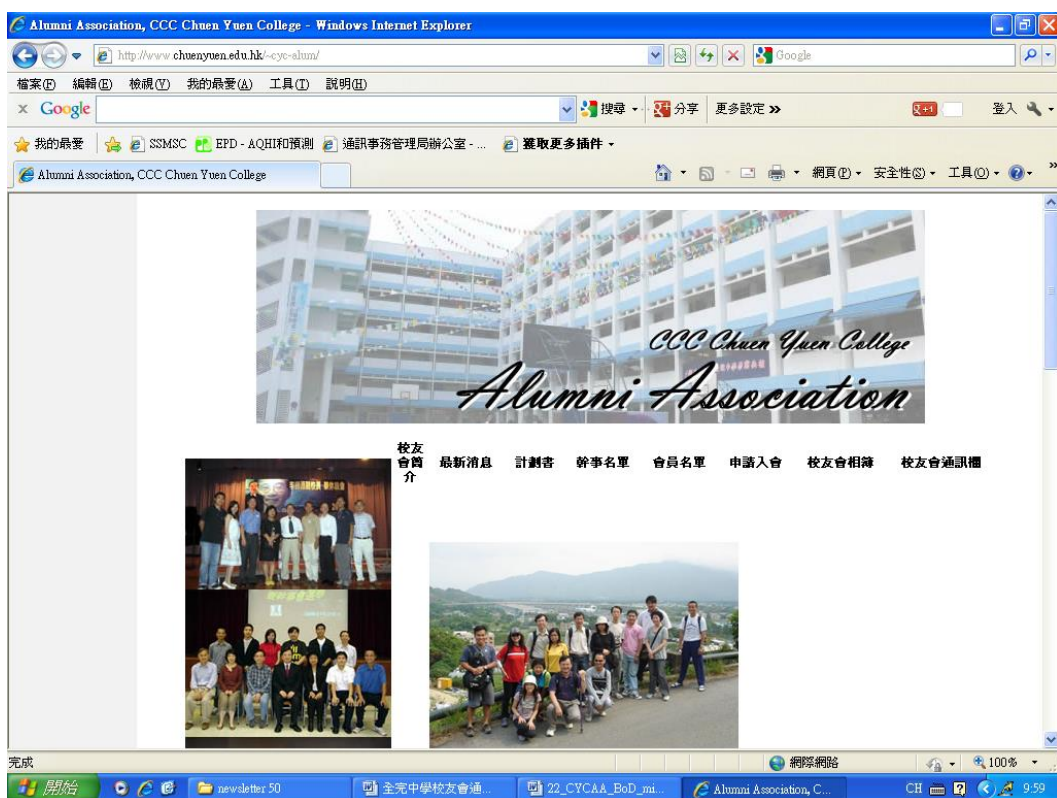 Alumni Association, CCC Chuen Yuen College - Windows Internet Explorer
http://www.chuenyuen.edu.hk/~cyc-alum/
Google
檔案(F) 編輯(E) 檢視(V) 我的最愛(A) 工具(T) 說明(H)
x Google 搜尋 分享 更多設定 » +1 登入
我的最愛 SSMSC EPD - AQHI和預測 通訊事務管理局辦公室 - ... 獲取更多插件
Alumni Association, CCC Chuen Yuen College
網頁(P) 安全性(S) 工具(O) »
CCC Chuen Yuen College
Alumni Association
校友會簡介 最新消息 計劃書 幹事名單 會員名單 申請入會 校友會相簿 校友會通訊欄
完成 網際網路 100%
開始 newsletter 50 全完中學校友會通... 22_CYCAA_BoD_mi... Alumni Association, C... CH 9:59